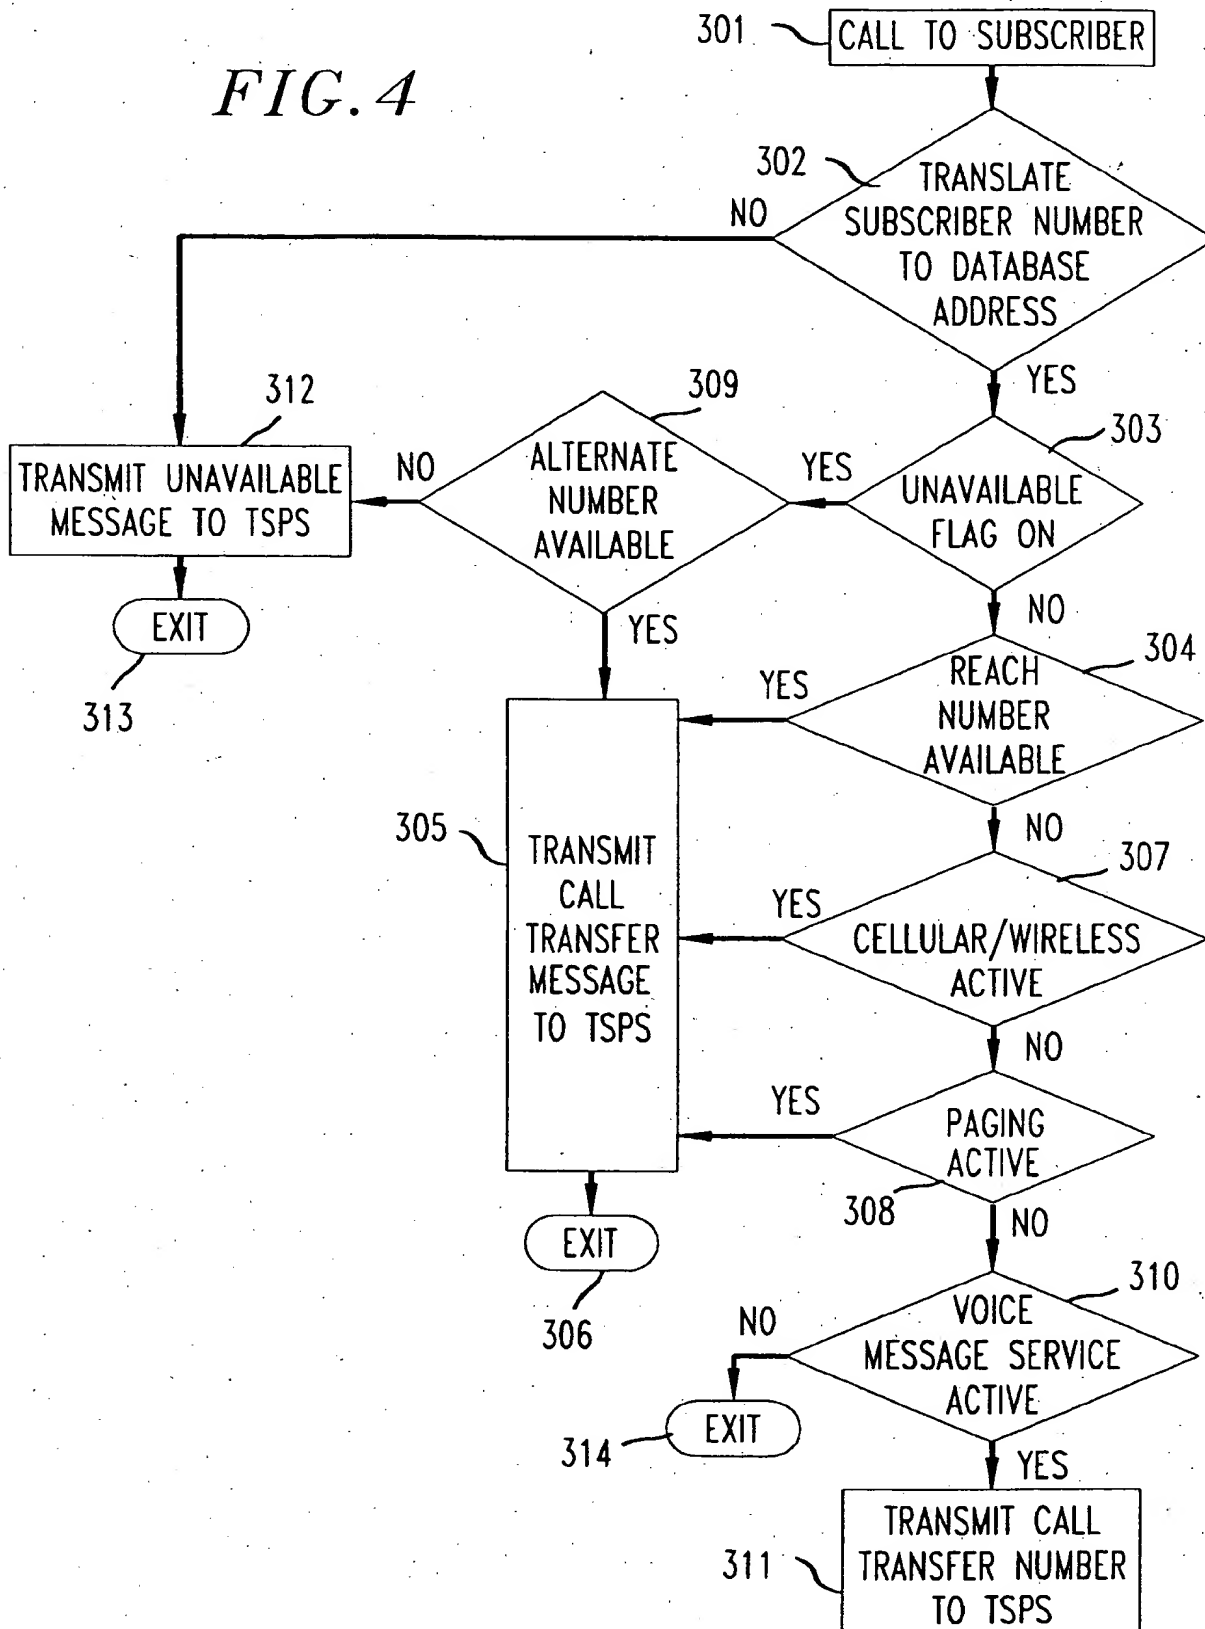 FIG. 4
301
CALL TO SUBSCRIBER
302
TRANSLATE
SUBSCRIBER NUMBER
TO DATABASE
ADDRESS
NO
YES
312
TRANSMIT UNAVAILABLE
MESSAGE TO TSPS
NO
309
ALTERNATE
NUMBER
AVAILABLE
YES
303
UNAVAILABLE
FLAG ON
EXIT
313
YES
NO
304
REACH
NUMBER
AVAILABLE
YES
NO
305
TRANSMIT
CALL
TRANSFER
MESSAGE
TO TSPS
307
CELLULAR/WIRELESS
ACTIVE
YES
NO
PAGING
ACTIVE
308
YES
NO
EXIT
306
310
VOICE
MESSAGE SERVICE
ACTIVE
NO
EXIT
314
YES
311
TRANSMIT CALL
TRANSFER NUMBER
TO TSPS